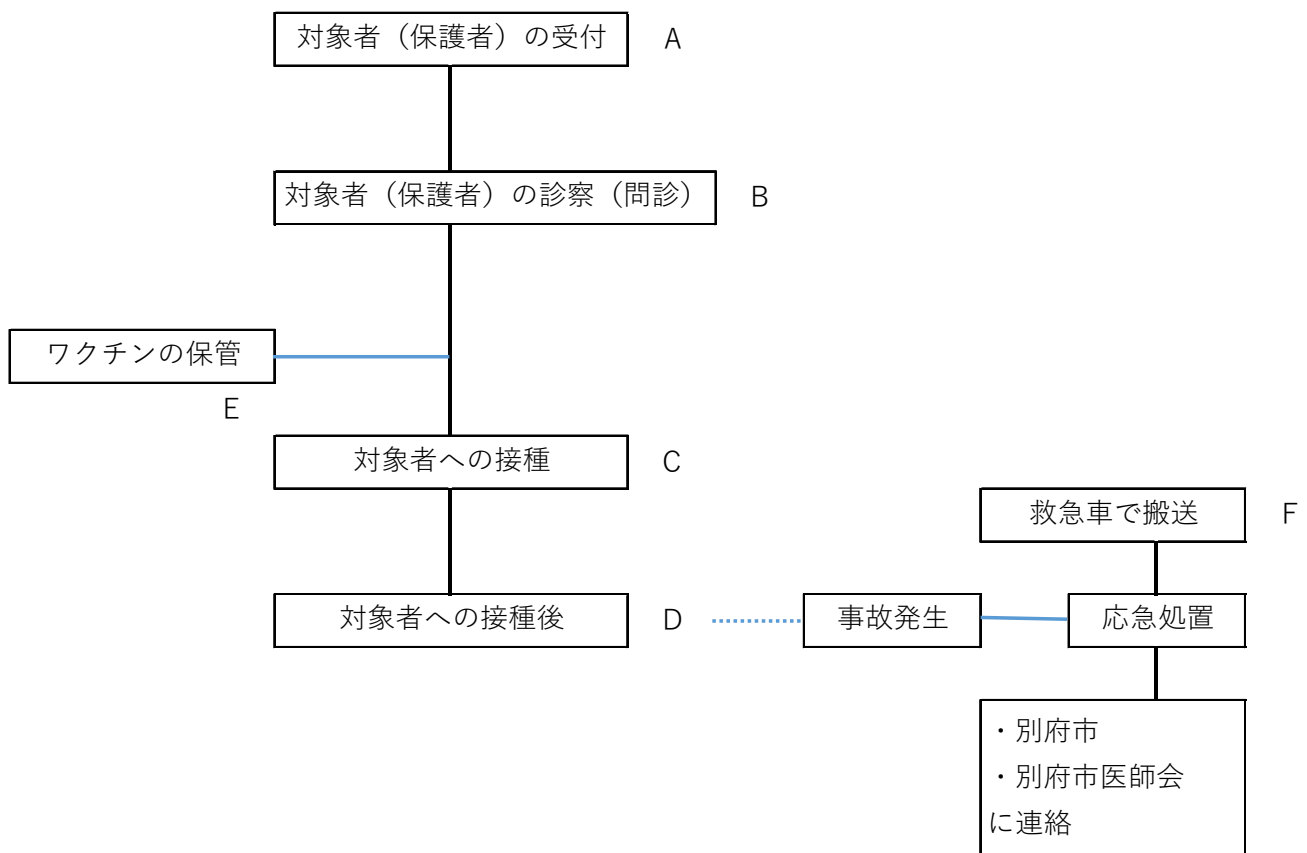 対象者（保護者）の受付 A
対象者（保護者）の診察（問診） B
ワクチンの保管
E
対象者への接種 C
救急車で搬送 F
対象者への接種後 D 事故発生 応急処置
・別府市
・別府市医師会
に連絡